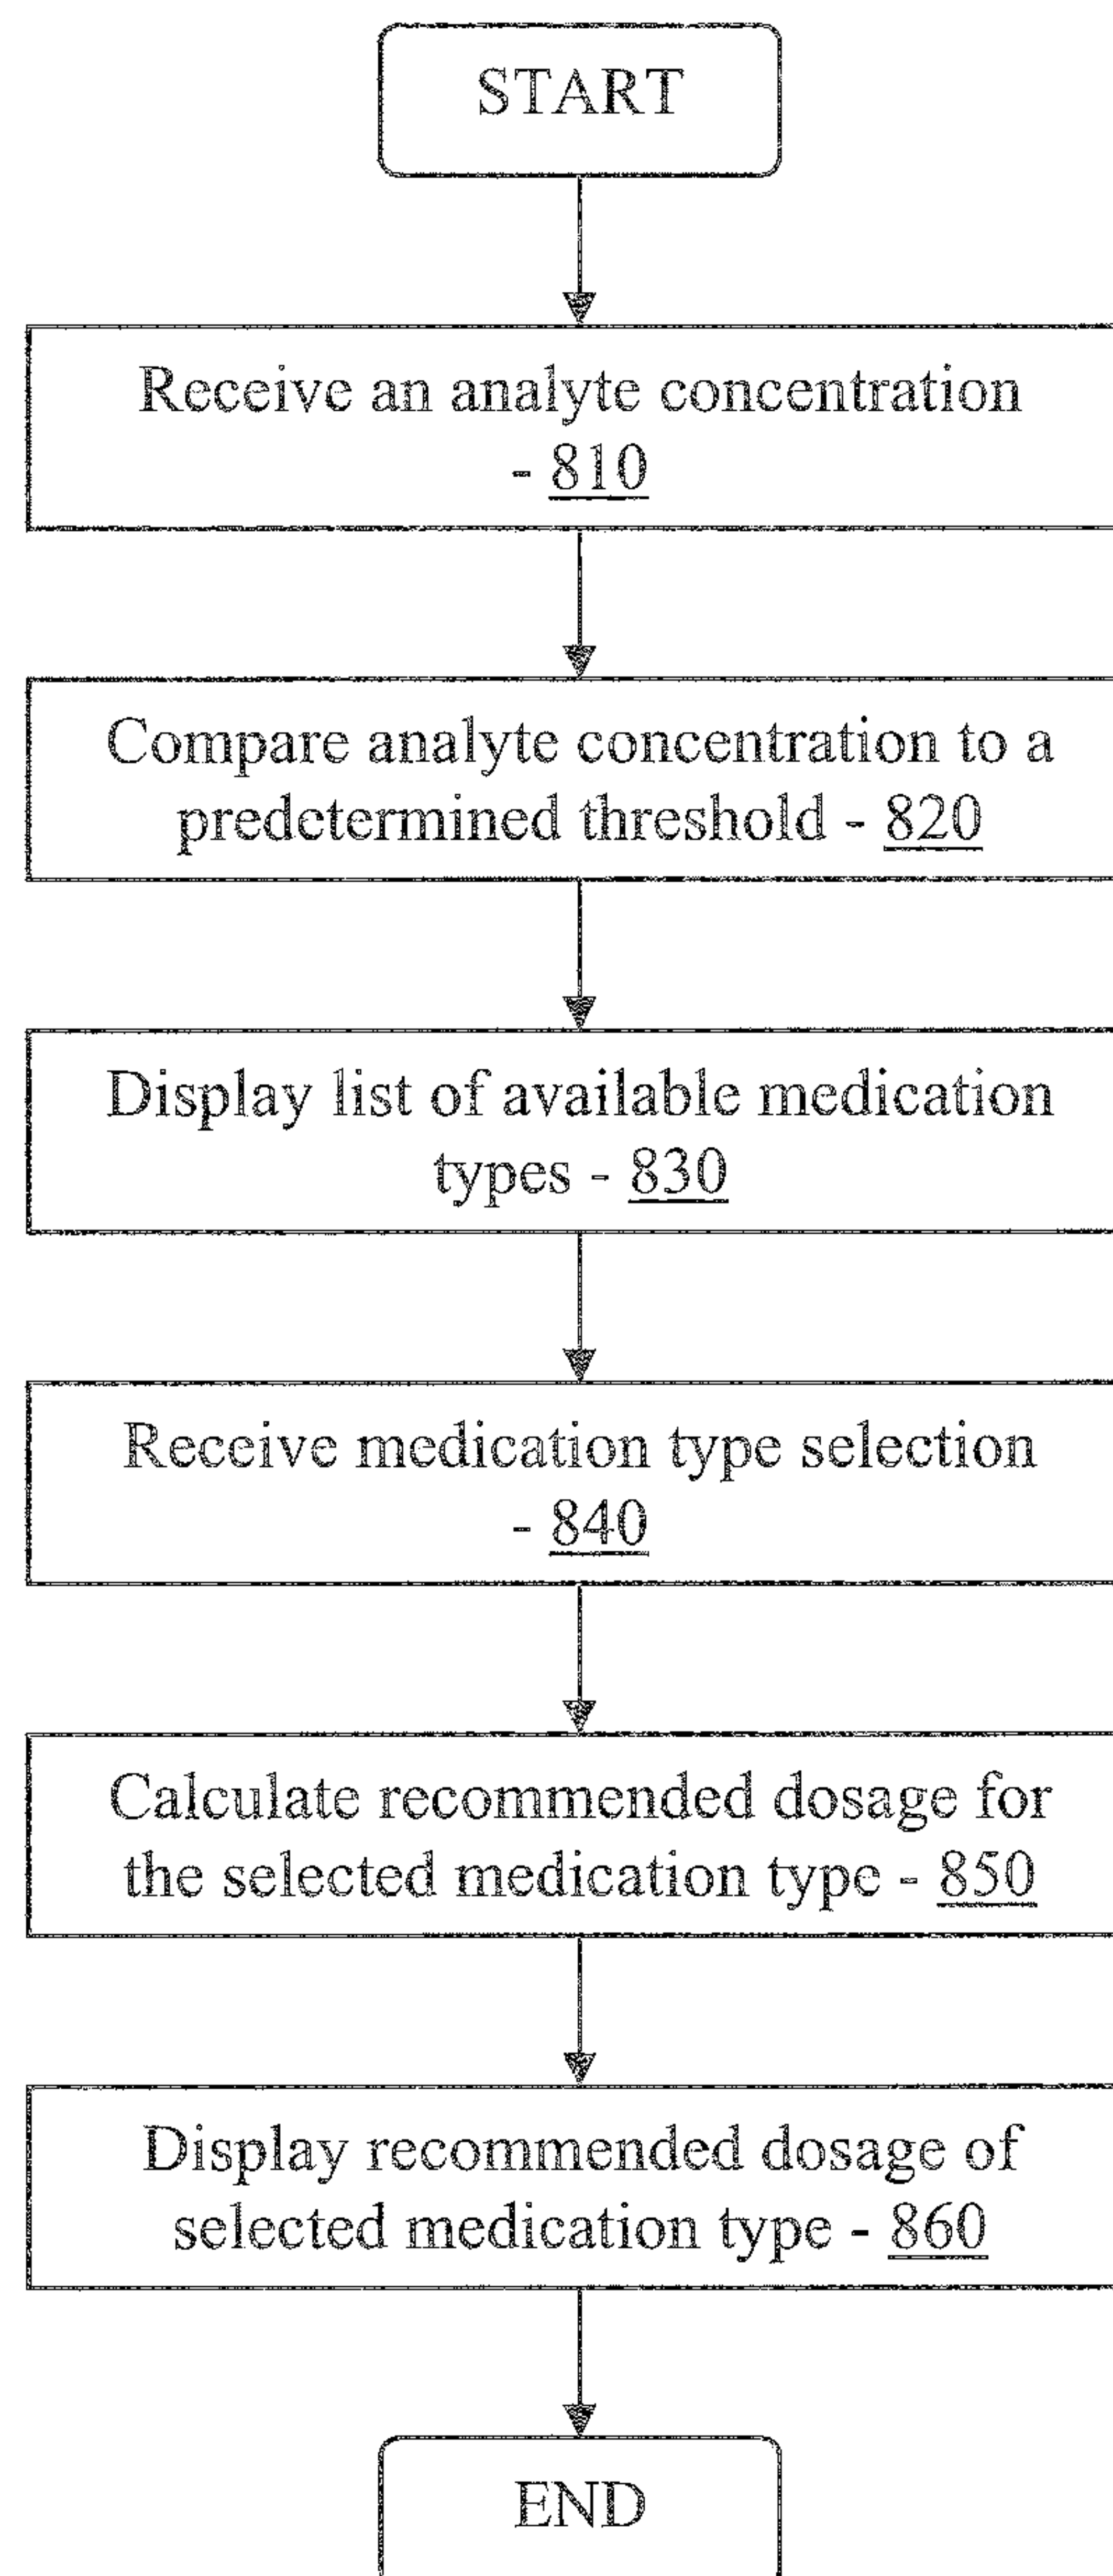 START
Receive an analyte concentration
- 810
Compare analyte concentration to a
predetermined threshold - 820
Display list of available medication
types - 830
Receive medication type selection
- 840
Calculate recommended dosage for
the selected medication type - 850
Display recommended dosage of
selected medication type - 860
END